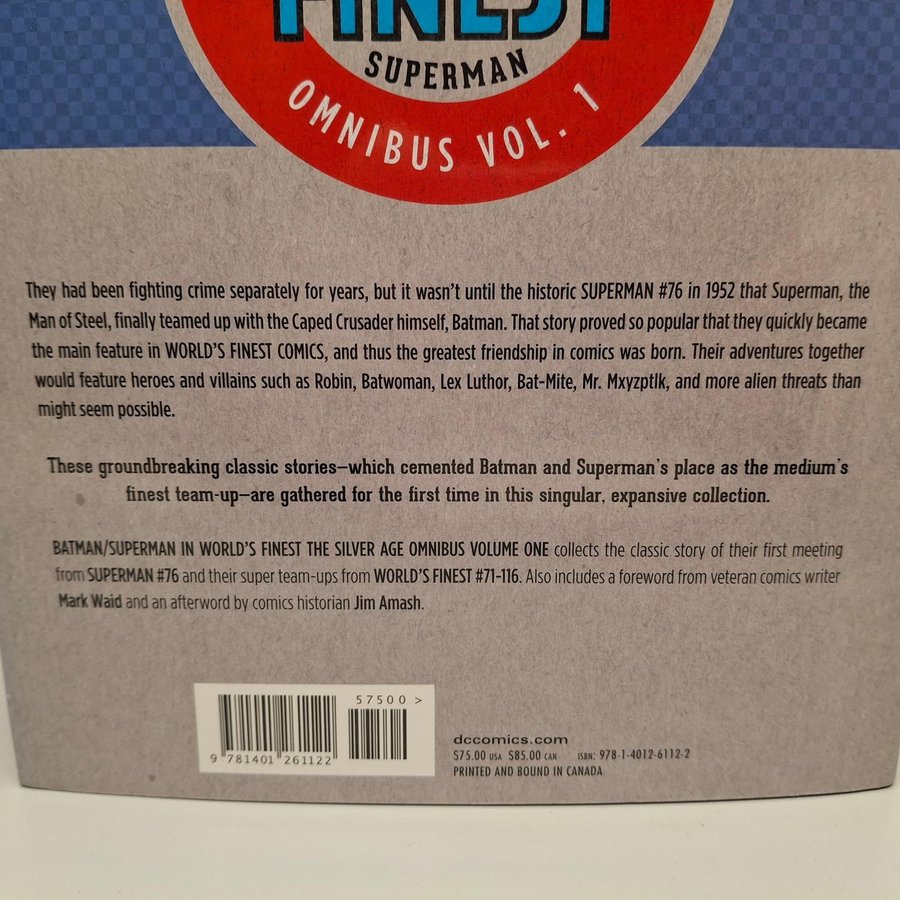 FINEST
SUPERMAN
OMNIBUS VOL. 1
They had been fighting crime separately for years, but it wasn't until the historic SUPERMAN #76 in 1952 that Superman, the
Man of Steel, finally teamed up with the Caped Crusader himself, Batman. That story proved so popular that they quickly became
the main feature in WORLD'S FINEST COMICS, and thus the greatest friendship in comics was born. Their adventures together
would feature heroes and villains such as Robin, Batwoman, Lex Luthor, Bat-Mite, Mr. Mxyzptlk, and more alien threats than
might seem possible.
These groundbreaking classic stories—which cemented Batman and Superman's place as the medium's
finest team-up—are gathered for the first time in this singular, expansive collection.
BATMAN/SUPERMAN IN WORLD'S FINEST THE SILVER AGE OMNIBUS VOLUME ONE collects the classic story of their first meeting
from SUPERMAN #76 and their super team-ups from WORLD'S FINEST #71-116. Also includes a foreword from veteran comics writer
Mark Waid and an afterword by comics historian Jim Amash.
57500 >
9 781401 261122
dccomics.com
$75.00 USA $85.00 CAN ISBN: 978-1-4012-6112-2
PRINTED AND BOUND IN CANADA